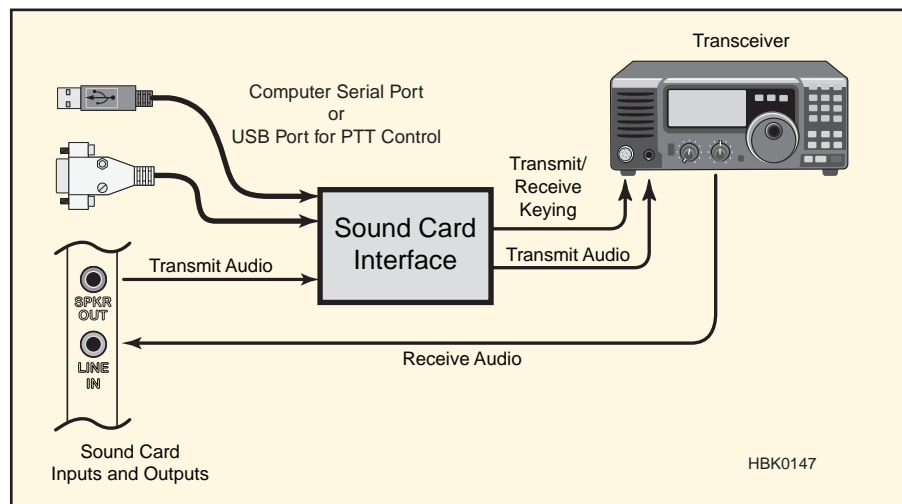 Transceiver
Computer Serial Port
or
USB Port for PTT Control
Transmit/
Receive
Keying
Sound Card
Interface
Transmit Audio
Transmit Audio
SPKR
OUT
LINE
IN
Receive Audio
Sound Card
Inputs and Outputs
HBK0147